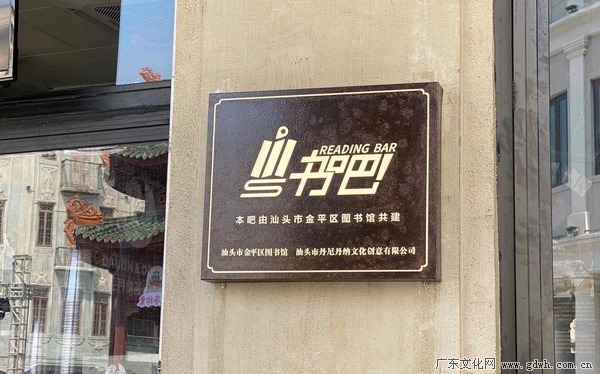 READING BAR
书吧
本吧由汕头市金平区图书馆共建
汕头市金平区图书馆 汕头市丹尼丹纳文化创意有限公司
广东文化网 www.gdwh.com.cn